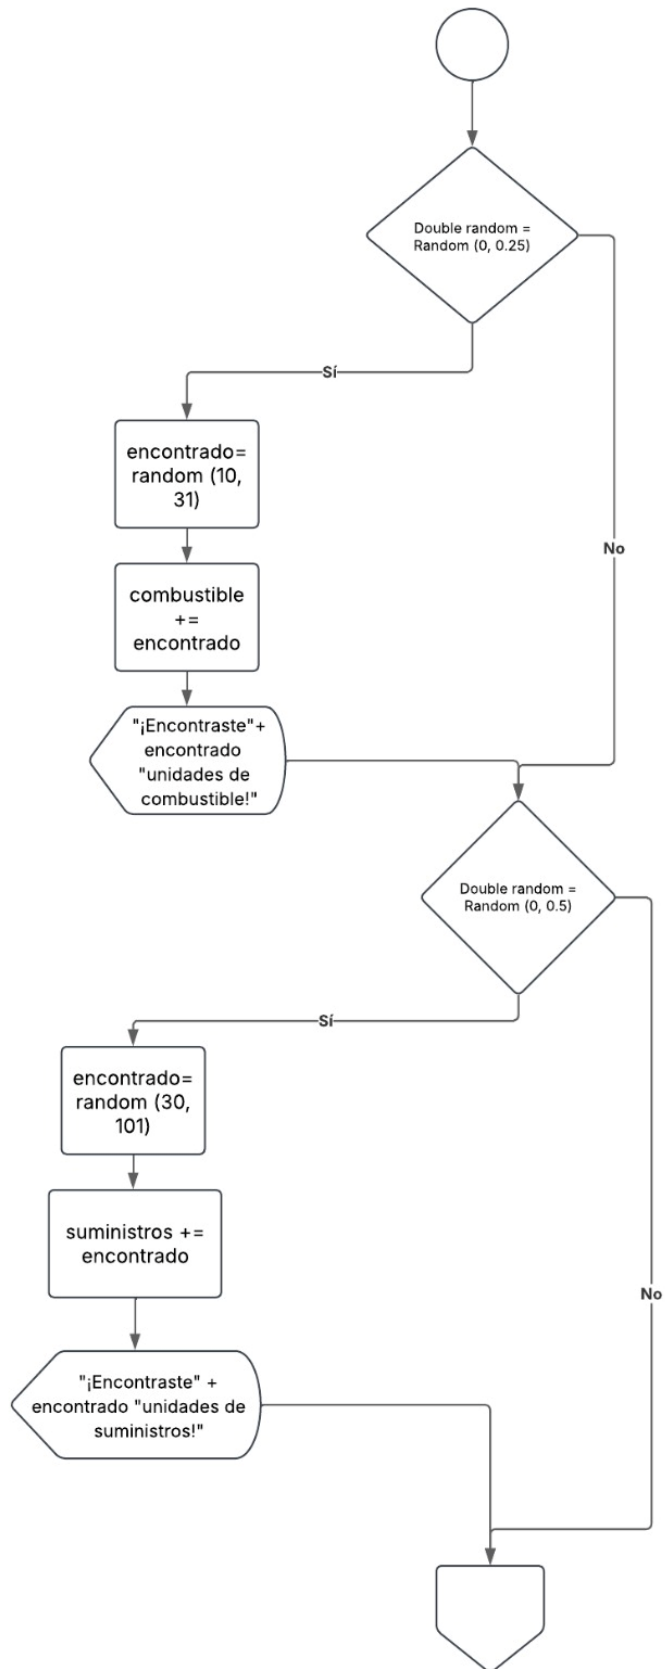 Double random =
Random (0, 0.25)
Sí
encontrado=
random (10,
31)
No
combustible
+=
encontrado
"¡Encontraste"+
encontrado
"unidades de
combustible!"
Double random =
Random (0, 0.5)
Sí
encontrado=
random (30,
101)
suministros +=
encontrado
No
"¡Encontraste" +
encontrado "unidades de
suministros!"